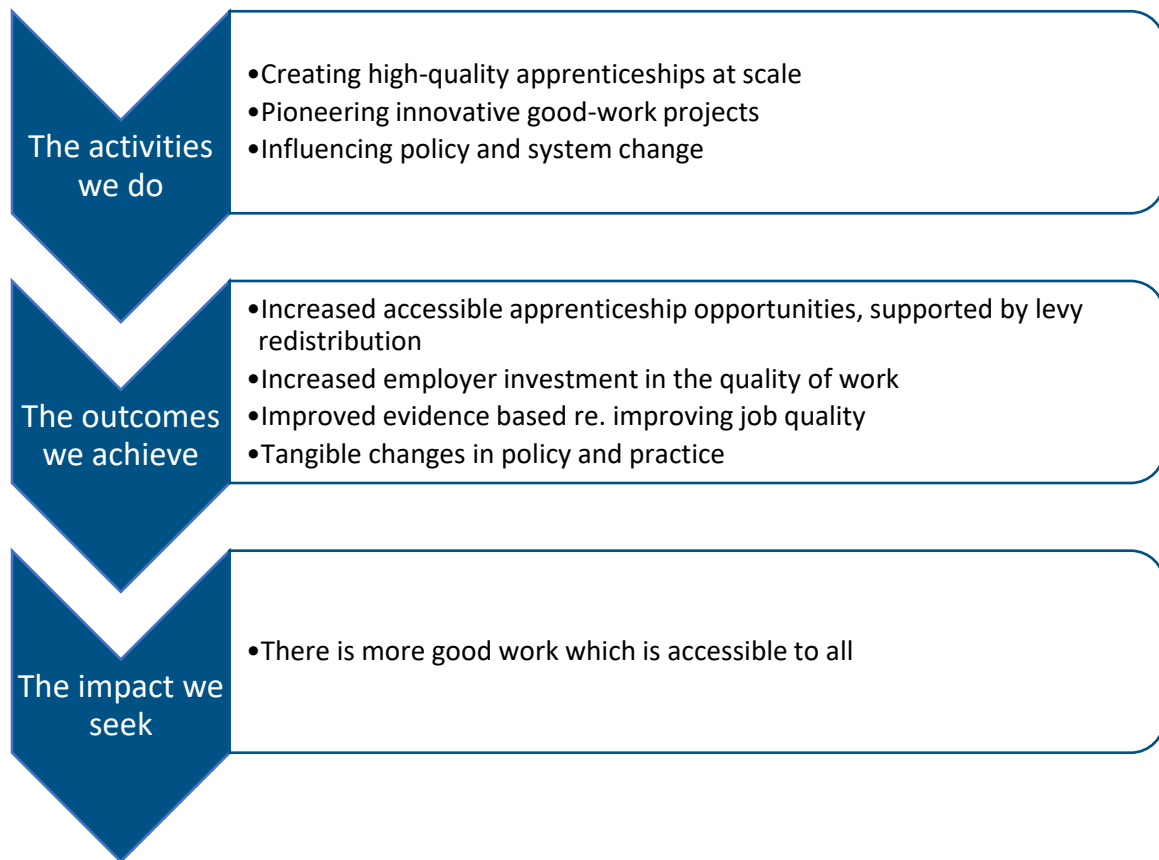 The activities
we do
•Creating high-quality apprenticeships at scale
•Pioneering innovative good-work projects
•Influencing policy and system change
The outcomes
we achieve
•Increased accessible apprenticeship opportunities, supported by levy
redistribution
•Increased employer investment in the quality of work
•Improved evidence based re. improving job quality
•Tangible changes in policy and practice
The impact we
seek
•There is more good work which is accessible to all